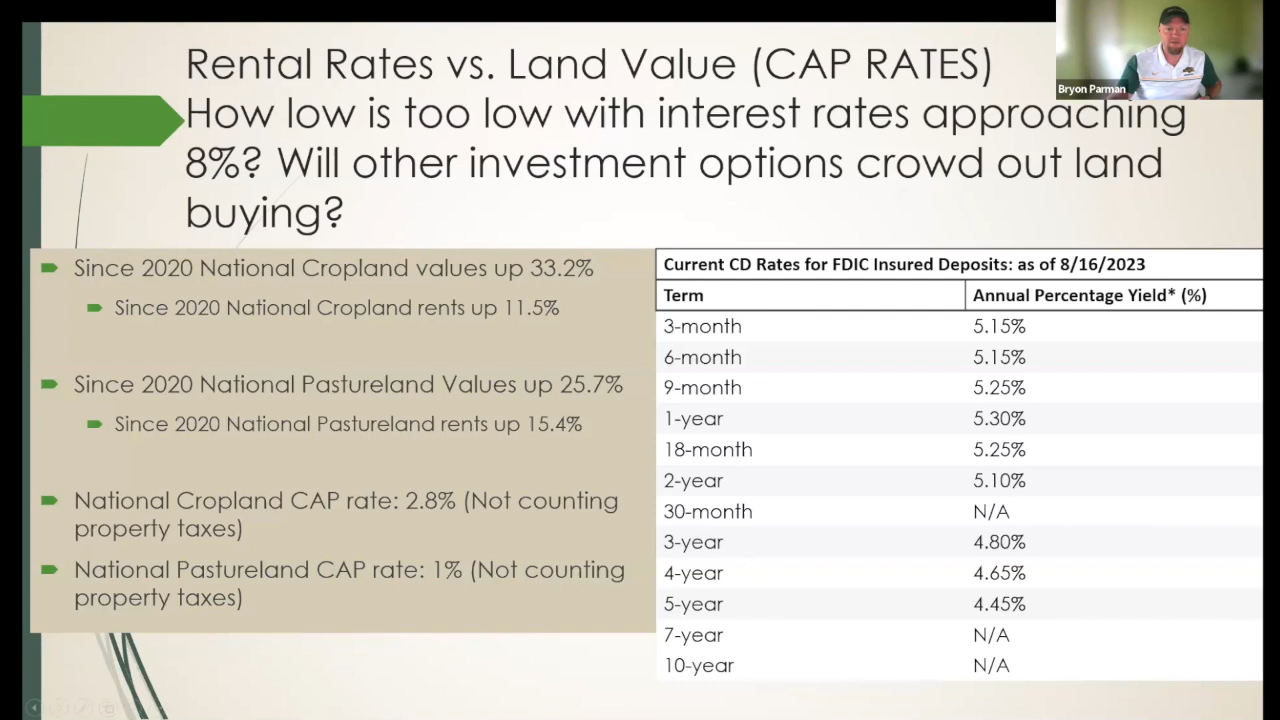 Rental Rates vs. Land Value (CAP RATES)
How low is too low with interest rates approaching
8%? Will other investment options crowd out land
buying?
Bryon Parman
Since 2020 National Cropland values up 33.2%
Since 2020 National Cropland rents up 11.5%
Since 2020 National Pastureland Values up 25.7%
Since 2020 National Pastureland rents up 15.4%
National Cropland CAP rate: 2.8% (Not counting
property taxes)
National Pastureland CAP rate: 1% (Not counting
property taxes)
Current CD Rates for FDIC Insured Deposits: as of 8/16/2023
Term Annual Percentage Yield* (%)
3-month 5.15%
6-month 5.15%
9-month 5.25%
1-year 5.30%
18-month 5.25%
2-year 5.10%
30-month N/A
3-year 4.80%
4-year 4.65%
5-year 4.45%
7-year N/A
10-year N/A